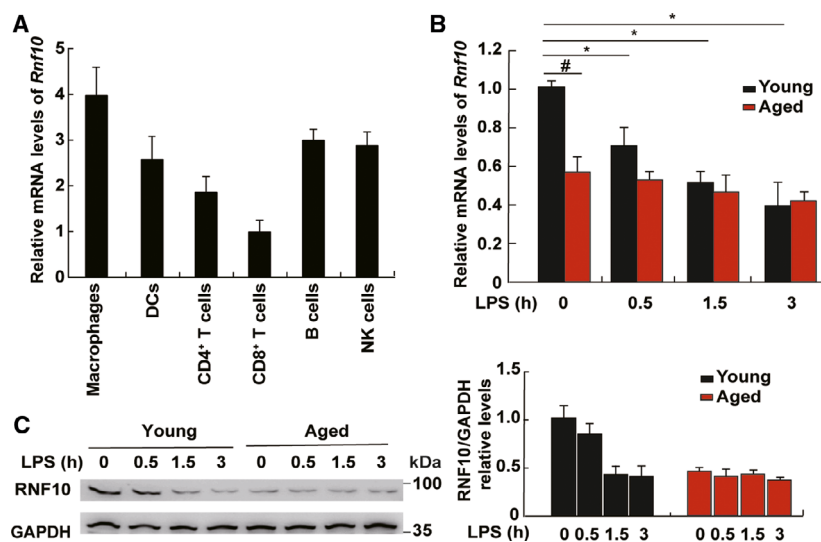 A
Relative mRNA levels of Rnf10
5
4
3
2
1
0
Macrophages
DCs
CD4⁺ T cells
CD8⁺ T cells
B cells
NK cells
B
Relative mRNA levels of Rnf10
1.2
1.0
0.8
0.6
0.4
0.2
0
*
*
*
#
Young
Aged
LPS (h) 0 0.5 1.5 3
C
Young Aged
LPS (h) 0 0.5 1.5 3 0 0.5 1.5 3 kDa
RNF10 100
GAPDH 35
RNF10/GAPDH
relative levels
1.5
1.0
0.5
0
Young
Aged
LPS (h) 0 0.5 1.5 3 0 0.5 1.5 3